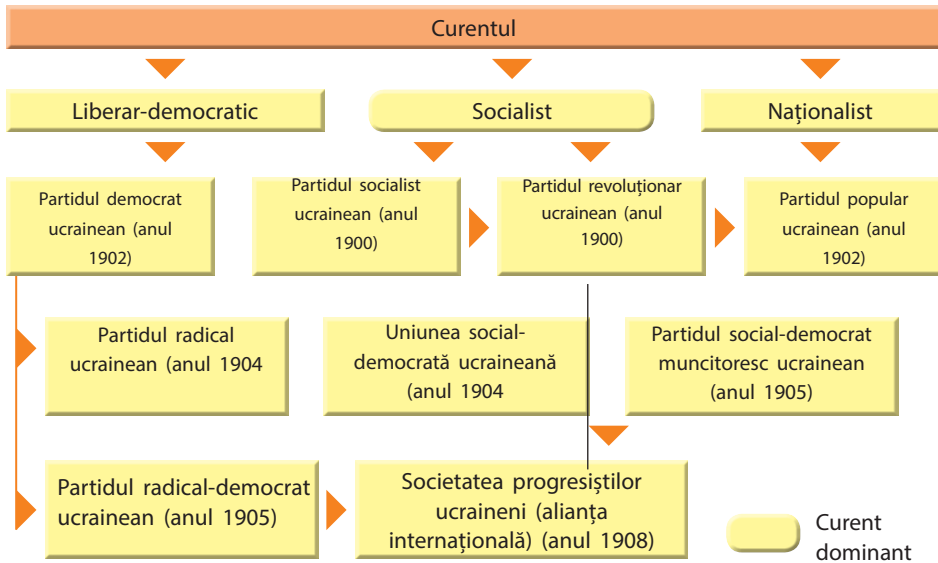 Curentul
Liberar-democratic
Socialist
Naționalist
Partidul democrat
ucrainean (anul
1902)
Partidul socialist
ucrainean (anul
1900)
Partidul revoluționar
ucrainean (anul
1900)
Partidul popular
ucrainean (anul
1902)
Partidul radical
ucrainean (anul 1904
Uniunea social-
democrată ucraineană
(anul 1904
Partidul social-democrat
muncitoresc ucrainean
(anul 1905)
Partidul radical-democrat
ucrainean (anul 1905)
Societatea progresiștilor
ucraineni (alianța
internațională) (anul 1908)
Curent
dominant